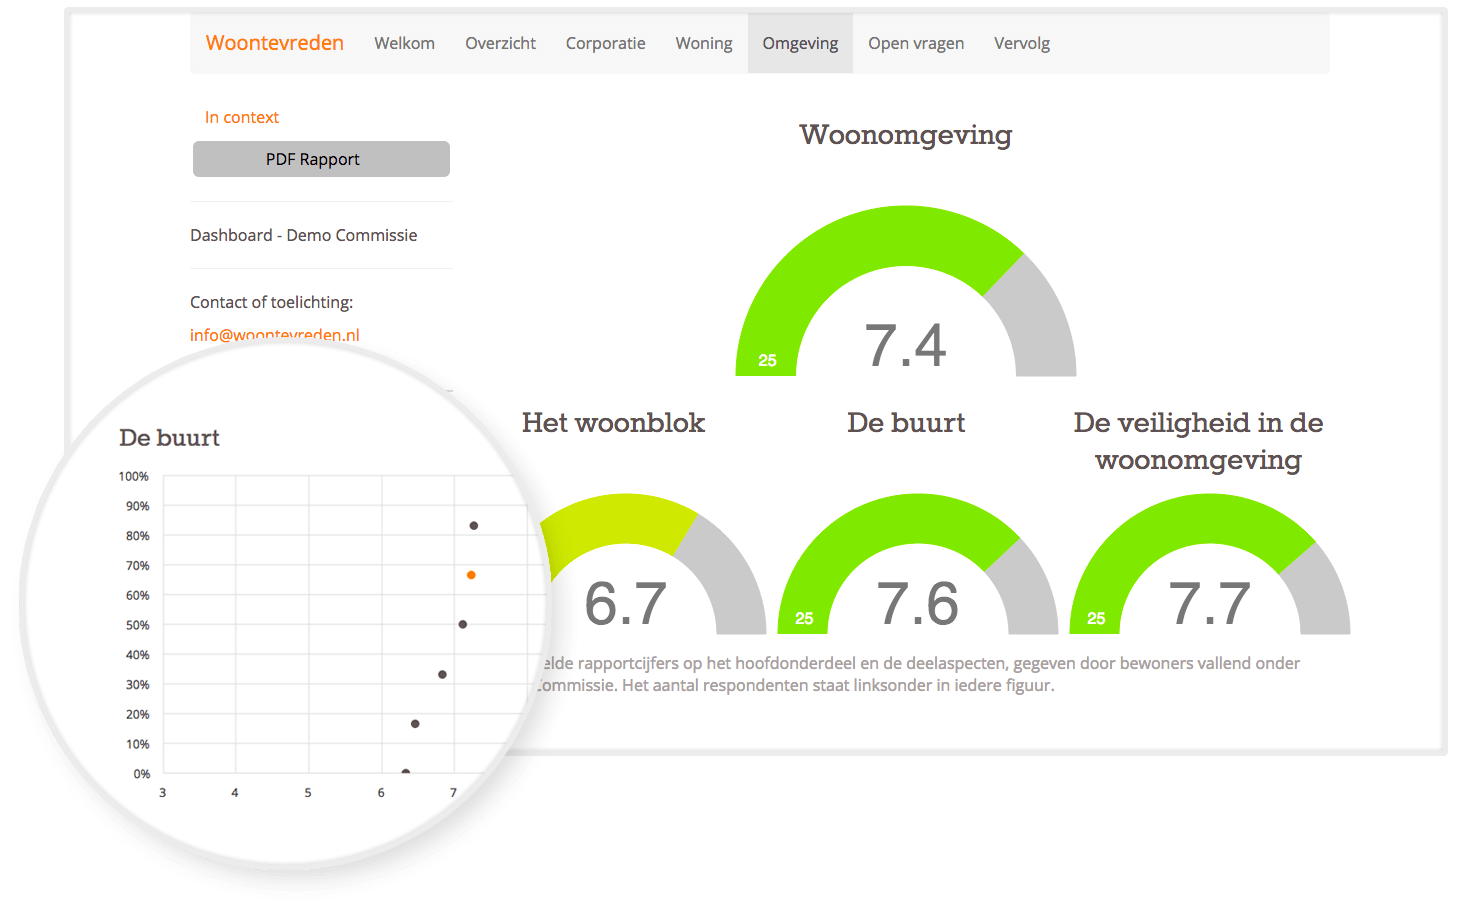 Woontevreden Welkom Overzicht Corporatie Woning Omgeving Open vragen Vervolg
In context
PDF Rapport
Dashboard - Demo Commissie
Contact of toelichting:
info@woontevreden.nl
Woonomgeving
25
7.4
Het woonblok
6.7
De buurt
25
7.6
De veiligheid in de
woonomgeving
25
7.7
rapportcijfers op het hoofdonderdeel en de deelaspecten, gegeven door bewoners vallend onder
Het aantal respondenten staat linksonder in iedere figuur.
De buurt
100%
90%
80%
70%
60%
50%
40%
30%
20%
10%
0%
3 4 5 6 7